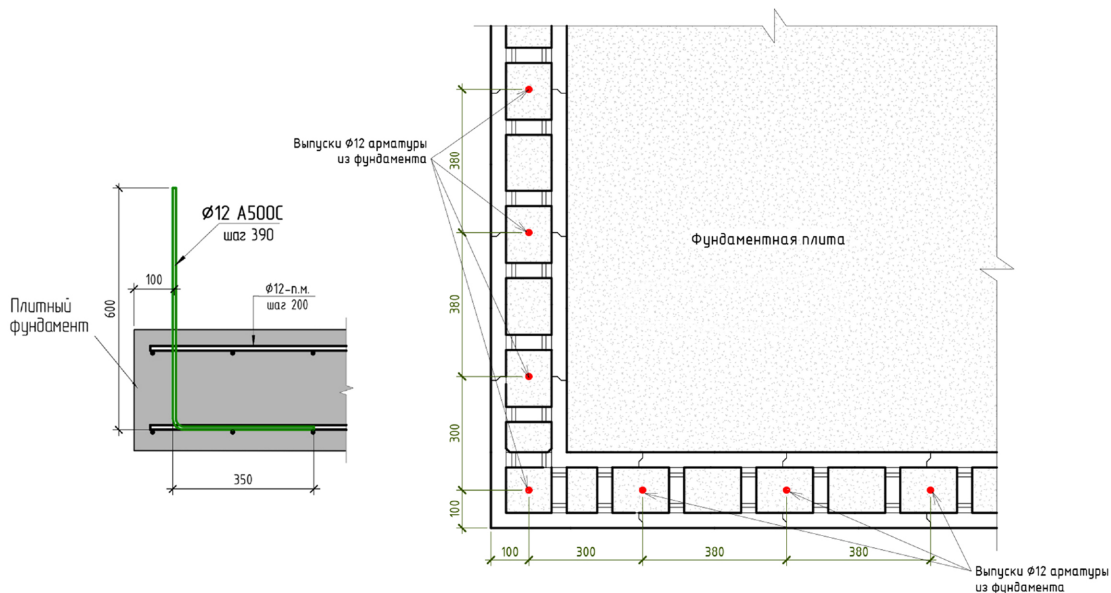 Ø12 А500С
шаг 390
100
Ø12-п.м.
шаг 200
600
Плитный
фундамент
350
Выпуски Ø12 арматуры
из фундамента
380
380
300
100
Фундаментная плита
100
300
380
380
Выпуски Ø12 арматуры
из фундамента